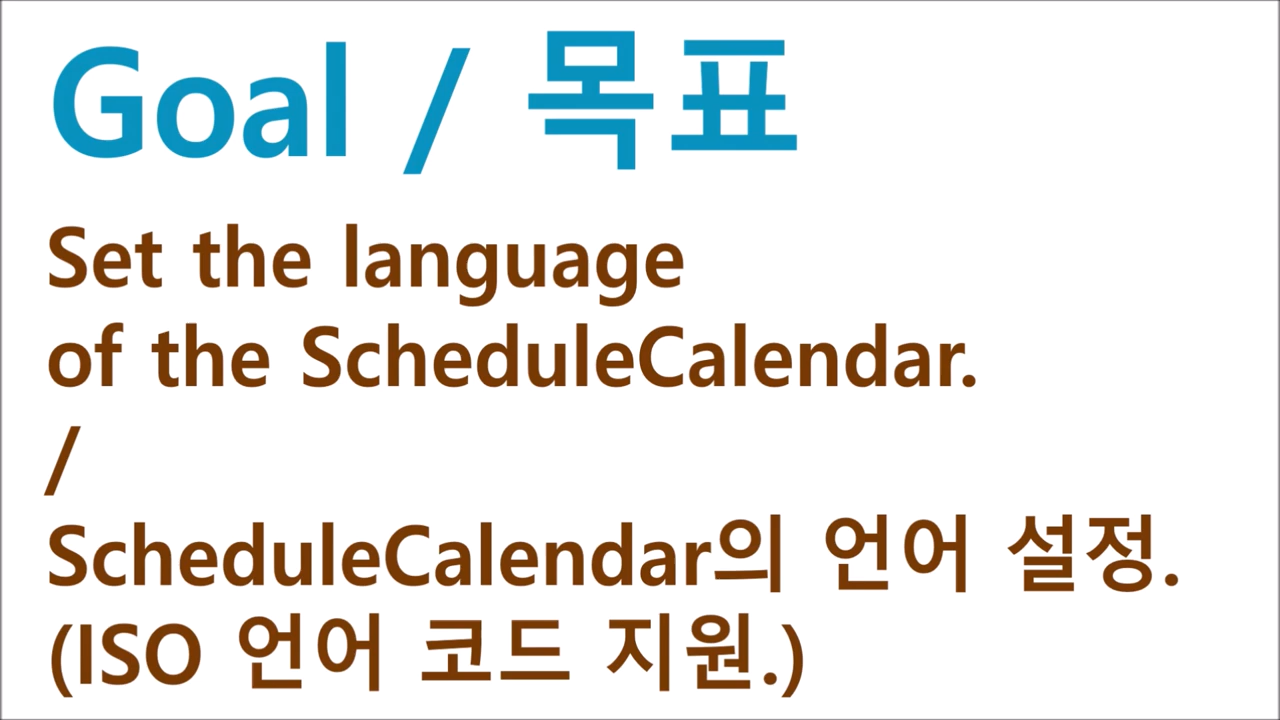 Goal / 목표
Set the language
of the ScheduleCalendar.
/
ScheduleCalendar의 언어 설정.
(ISO 언어 코드 지원.)